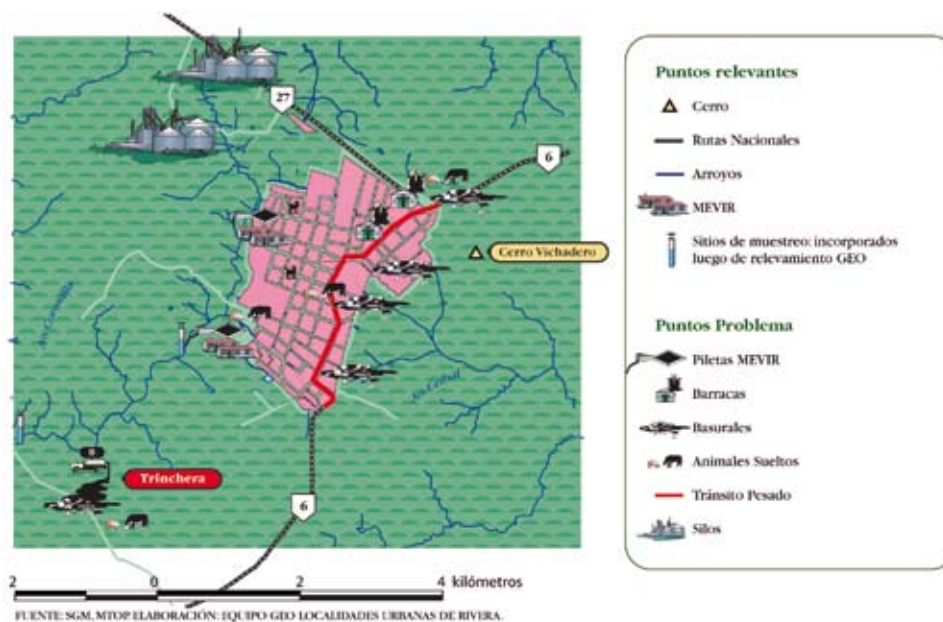 27
6
Cerro Vichadero
Trinchera
6
2 0 2 4 kilómetros
FUENTE: SGM, MTOP. ELABORACIÓN: EQUIPO GEO LOCALIDADES URBANAS DE RIVERA.
Puntos relevantes
Cerro
Rutas Nacionales
Arroyos
MEVIR
Sitios de muestreo: incorporados
luego de relevamiento GEO
Puntos Problema
Piletas MEVIR
Barracas
Basurales
Animales Sueltos
Tránsito Pesado
Silos